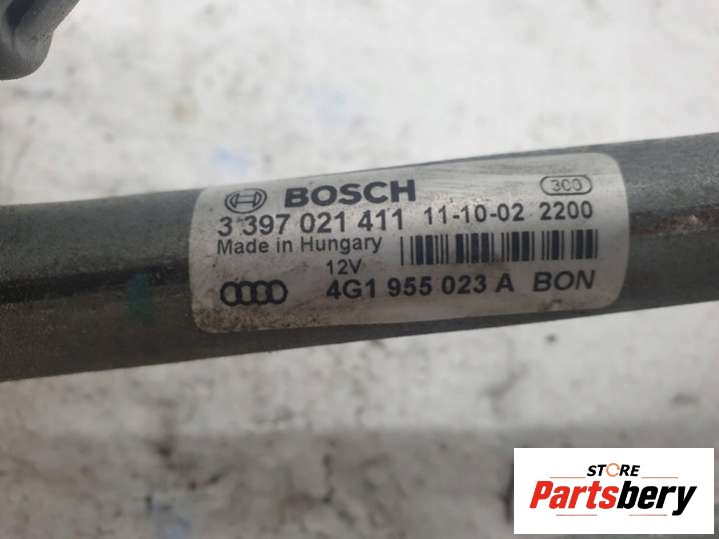 BOSCH
3C0
3 397 021 411 11-10-02 2200
Made in Hungary
12V
4G1 955 023 A BON
STORE
Partsbery